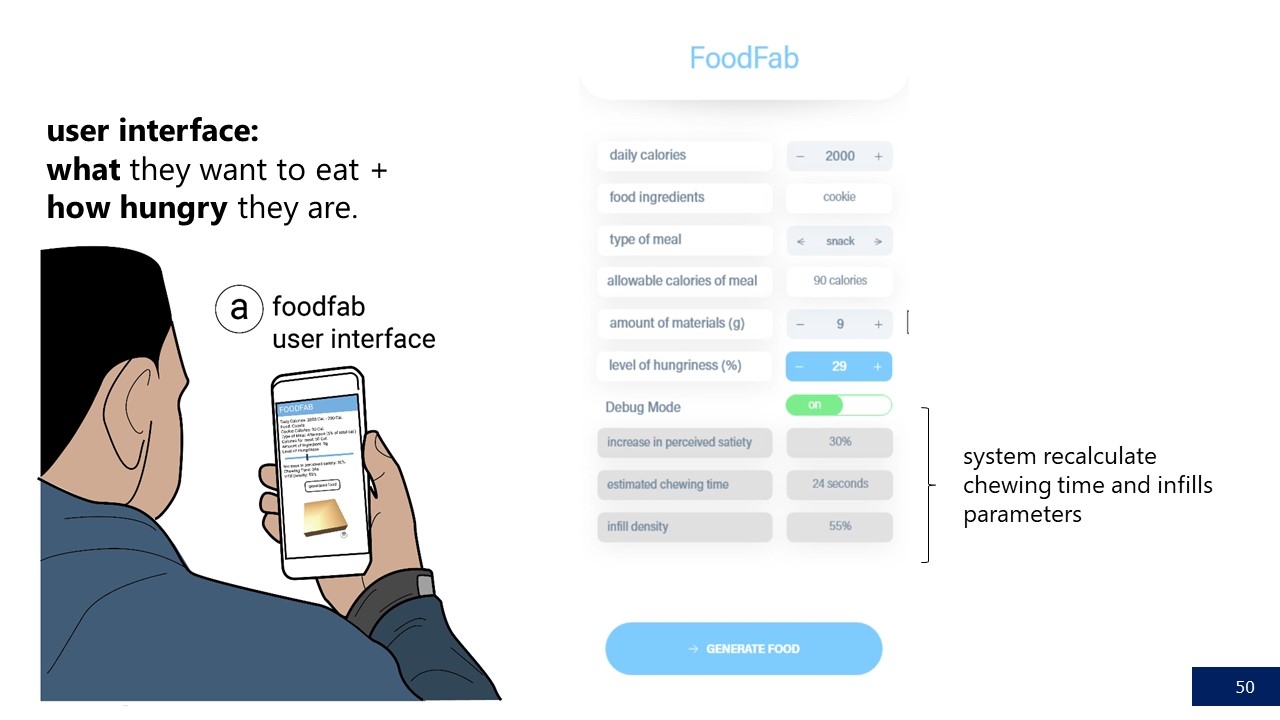 user interface:
what they want to eat +
how hungry they are.
a foodfab
user interface
FOODFAB
FoodFab
daily calories − 2000 +
food ingredients cookie
type of meal snack
allowable calories of meal 90 calories
amount of materials (g) − 9 +
level of hungriness (%) − 29 +
Debug Mode on
increase in perceived satiety 30%
estimated chewing time 24 seconds
infill density 55%
→ GENERATE FOOD
system recalculate
chewing time and infills
parameters
50